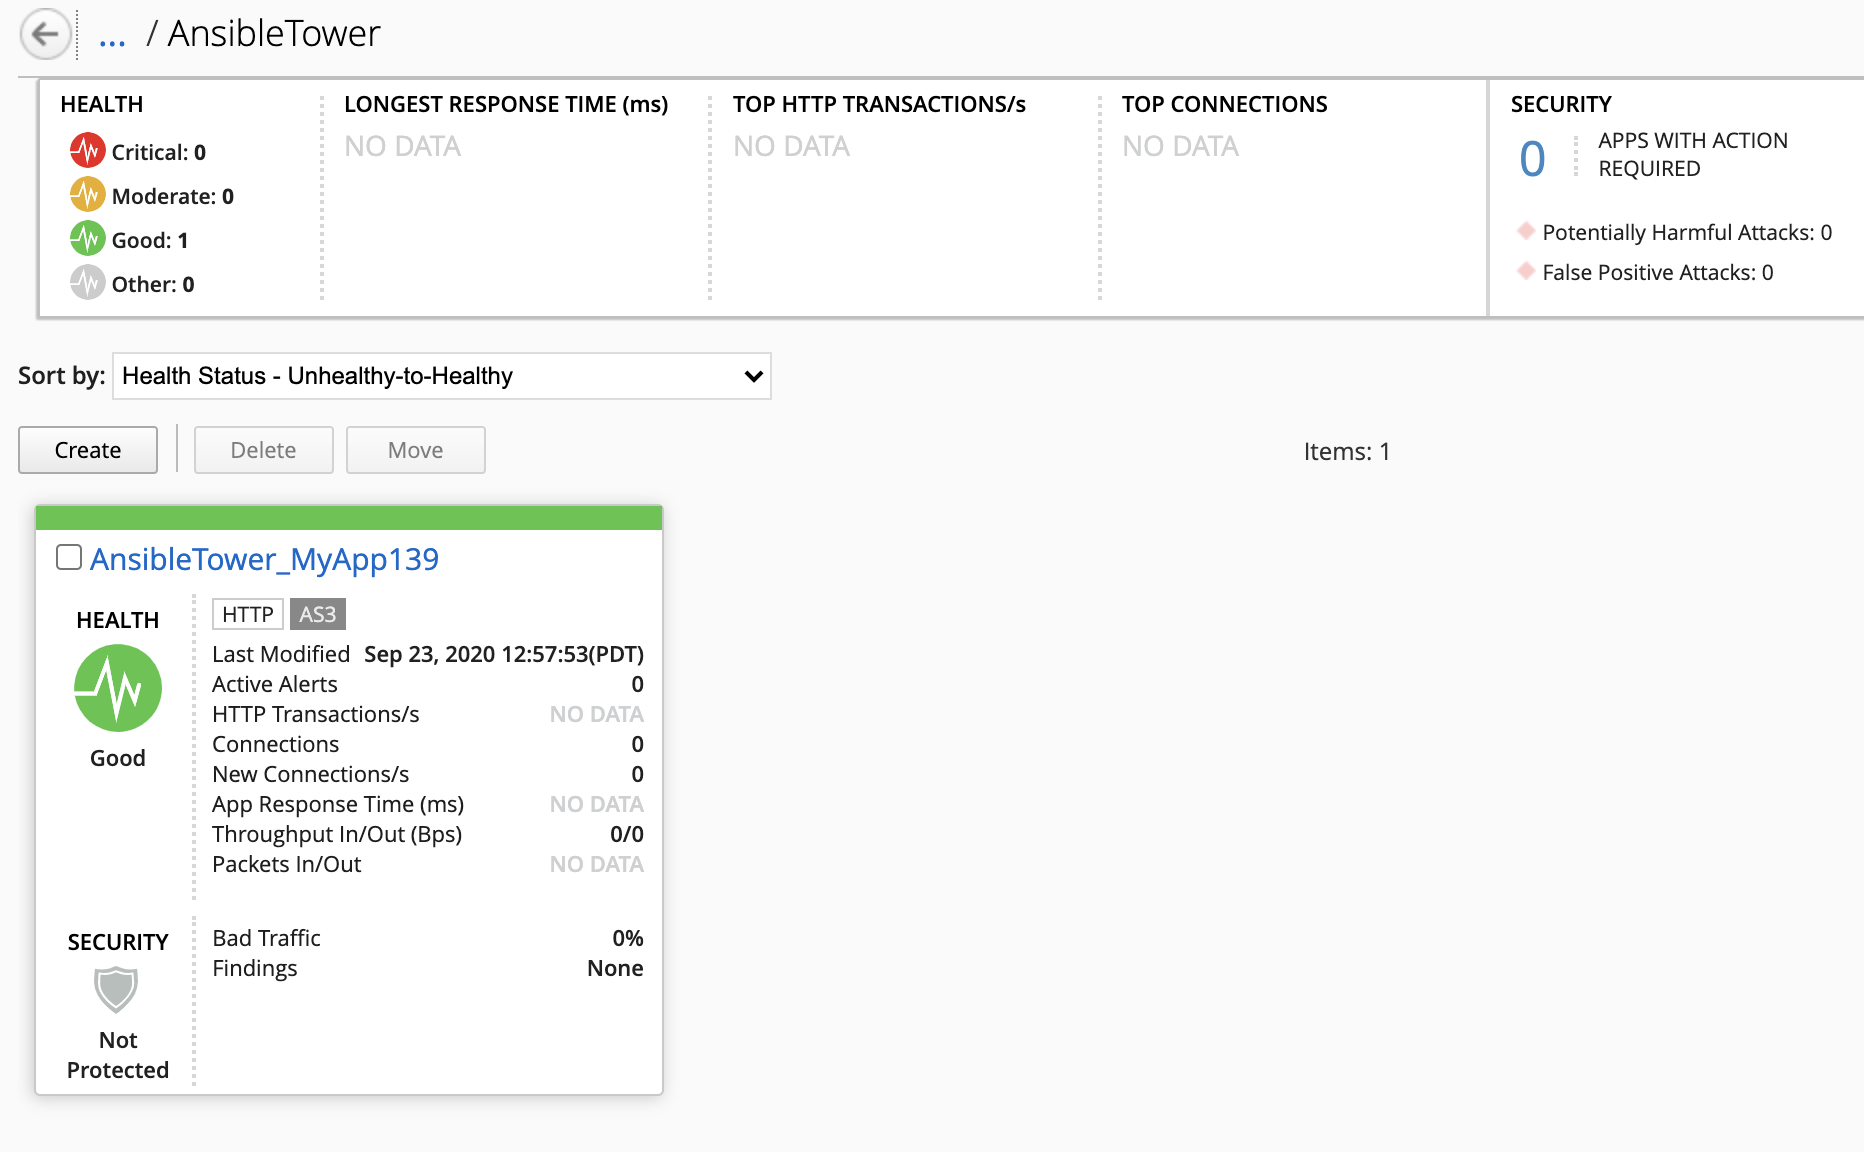 ... / AnsibleTower
HEALTH
Critical: 0
Moderate: 0
Good: 1
Other: 0
LONGEST RESPONSE TIME (ms)
NO DATA
TOP HTTP TRANSACTIONS/s
NO DATA
TOP CONNECTIONS
NO DATA
SECURITY
0
APPS WITH ACTION
REQUIRED
Potentially Harmful Attacks: 0
False Positive Attacks: 0
Sort by: Health Status - Unhealthy-to-Healthy
Create Delete Move Items: 1
AnsibleTower_MyApp139
HEALTH
Good
HTTP AS3
Last Modified Sep 23, 2020 12:57:53(PDT)
Active Alerts 0
HTTP Transactions/s NO DATA
Connections 0
New Connections/s 0
App Response Time (ms) NO DATA
Throughput In/Out (Bps) 0/0
Packets In/Out NO DATA
SECURITY
Not
Protected
Bad Traffic 0%
Findings None